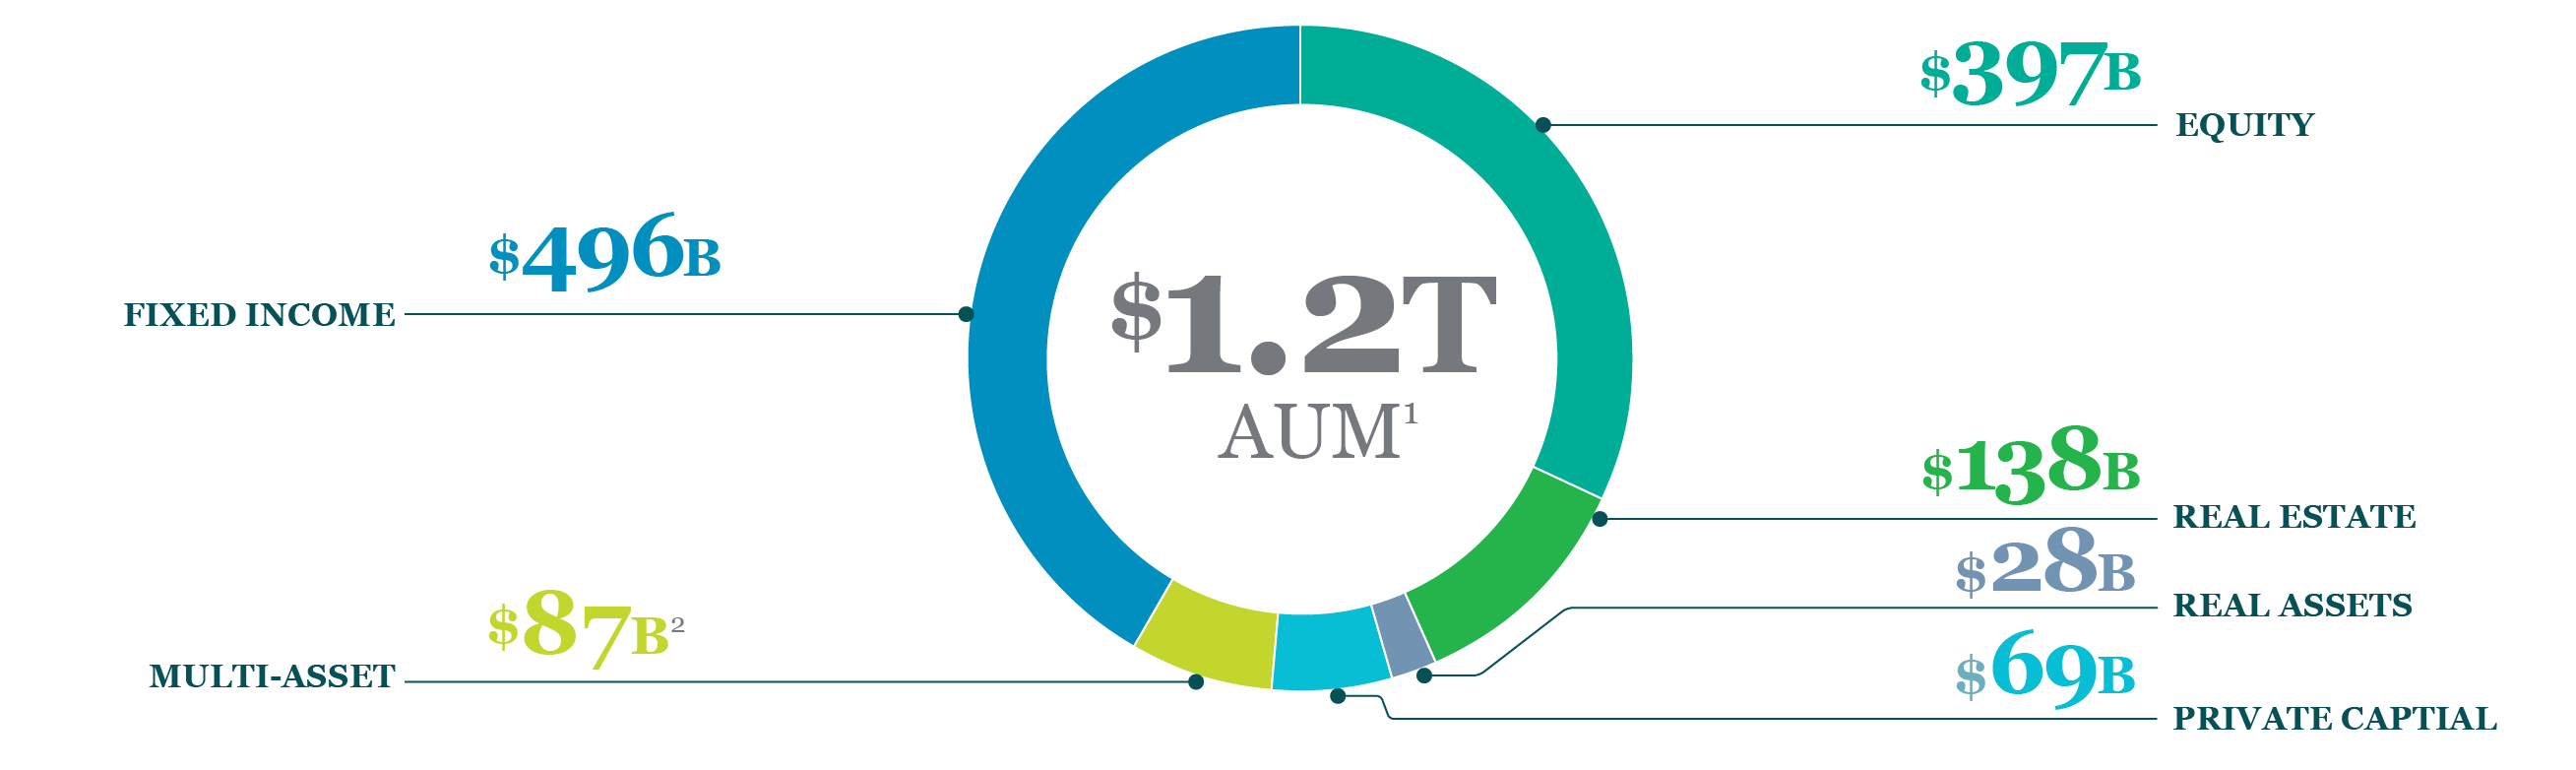 $1.2T
AUM¹
$397B
EQUITY
$138B
REAL ESTATE
$28B
REAL ASSETS
$69B
PRIVATE CAPTIAL
$87B²
MULTI-ASSET
$496B
FIXED INCOME